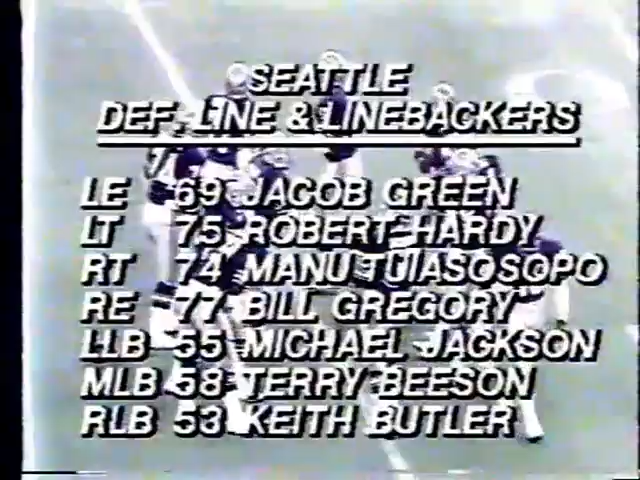 SEATTLE
DEF. LINE & LINEBACKERS
LE 69 JACOB GREEN
LT 75 ROBERT HARDY
RT 74 MANU TUIASOSOPO
RE 77 BILL GREGORY
LLB 55 MICHAEL JACKSON
MLB 58 TERRY BEESON
RLB 53 KEITH BUTLER